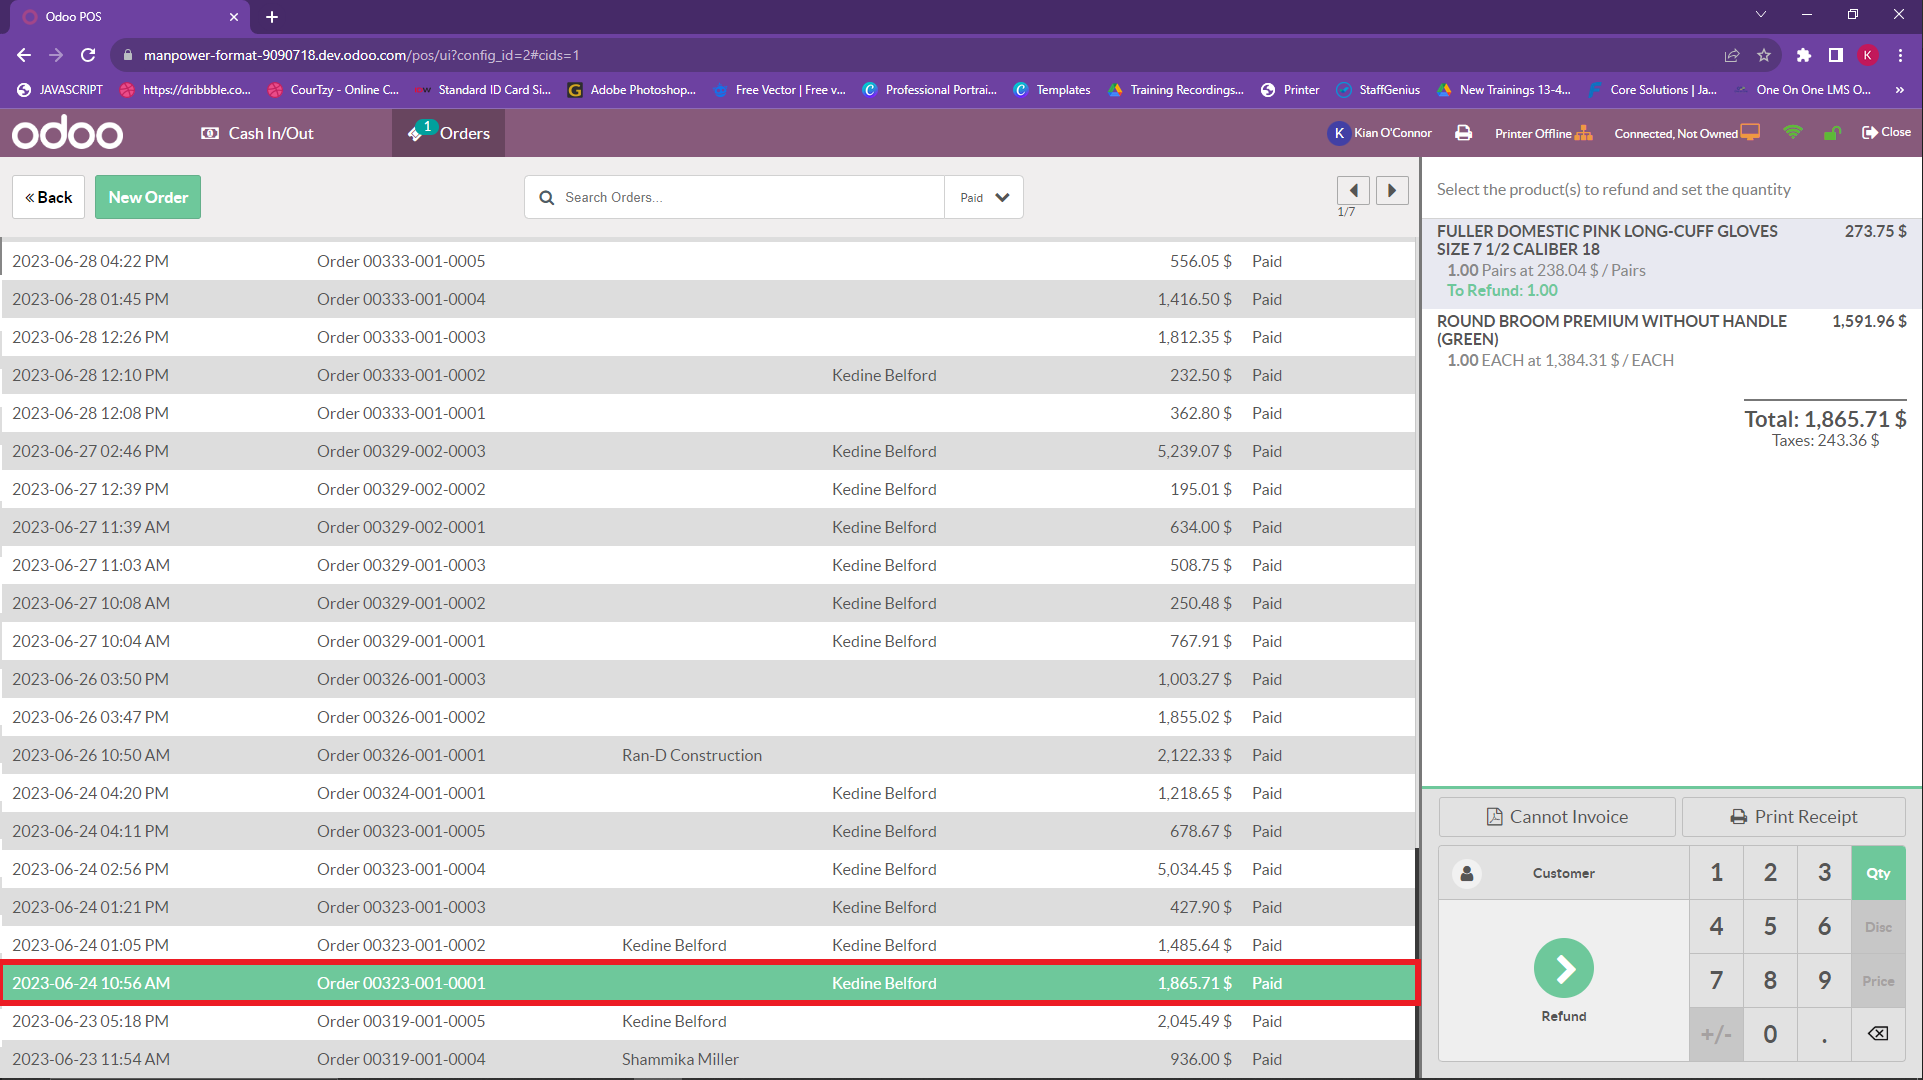 Odoo POS
manpower-format-9090718.dev.odoo.com/pos/ui?config_id=2#cids=1
K
JAVASCRIPT https://dribbble.co... CourTzy - Online C... Standard ID Card Si... Adobe Photoshop... Free Vector | Free v... Professional Portrai... Templates Training Recordings... Printer StaffGenius New Trainings 13-4... Core Solutions | Ja... One On One LMS O... »
odoo Cash In/Out 1 Orders K Kian O'Connor Printer Offline Connected, Not Owned Close
« Back New Order Search Orders... Paid 1/7
2023-06-28 04:22 PM Order 00333-001-0005 556.05 $ Paid
2023-06-28 01:45 PM Order 00333-001-0004 1,416.50 $ Paid
2023-06-28 12:26 PM Order 00333-001-0003 1,812.35 $ Paid
2023-06-28 12:10 PM Order 00333-001-0002 Kedine Belford 232.50 $ Paid
2023-06-28 12:08 PM Order 00333-001-0001 362.80 $ Paid
2023-06-27 02:46 PM Order 00329-002-0003 Kedine Belford 5,239.07 $ Paid
2023-06-27 12:39 PM Order 00329-002-0002 Kedine Belford 195.01 $ Paid
2023-06-27 11:39 AM Order 00329-002-0001 Kedine Belford 634.00 $ Paid
2023-06-27 11:03 AM Order 00329-001-0003 Kedine Belford 508.75 $ Paid
2023-06-27 10:08 AM Order 00329-001-0002 Kedine Belford 250.48 $ Paid
2023-06-27 10:04 AM Order 00329-001-0001 Kedine Belford 767.91 $ Paid
2023-06-26 03:50 PM Order 00326-001-0003 1,003.27 $ Paid
2023-06-26 03:47 PM Order 00326-001-0002 1,855.02 $ Paid
2023-06-26 10:50 AM Order 00326-001-0001 Ran-D Construction 2,122.33 $ Paid
2023-06-24 04:20 PM Order 00324-001-0001 Kedine Belford 1,218.65 $ Paid
2023-06-24 04:11 PM Order 00323-001-0005 Kedine Belford 678.67 $ Paid
2023-06-24 02:56 PM Order 00323-001-0004 Kedine Belford 5,034.45 $ Paid
2023-06-24 01:21 PM Order 00323-001-0003 Kedine Belford 427.90 $ Paid
2023-06-24 01:05 PM Order 00323-001-0002 Kedine Belford Kedine Belford 1,485.64 $ Paid
2023-06-24 10:56 AM Order 00323-001-0001 Kedine Belford 1,865.71 $ Paid
2023-06-23 05:18 PM Order 00319-001-0005 Kedine Belford 2,045.49 $ Paid
2023-06-23 11:54 AM Order 00319-001-0004 Shammika Miller 936.00 $ Paid
Select the product(s) to refund and set the quantity
FULLER DOMESTIC PINK LONG-CUFF GLOVES 273.75 $
SIZE 7 1/2 CALIBER 18
1.00 Pairs at 238.04 $ / Pairs
To Refund: 1.00
ROUND BROOM PREMIUM WITHOUT HANDLE 1,591.96 $
(GREEN)
1.00 EACH at 1,384.31 $ / EACH
Total: 1,865.71 $
Taxes: 243.36 $
Cannot Invoice Print Receipt
Customer 1 2 3 Qty
4 5 6 Disc
7 8 9 Price
Refund
+/- 0 .